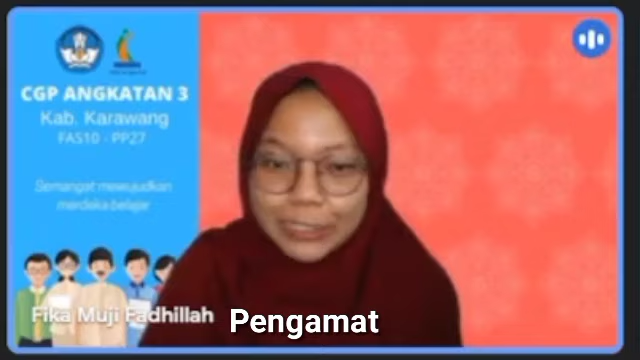 CGP ANGKATAN 3
Kab. Karawang
FAS10 - PP27
Semangat mewujudkan
merdeka belajar
Fika Muji Fadhillah
Pengamat